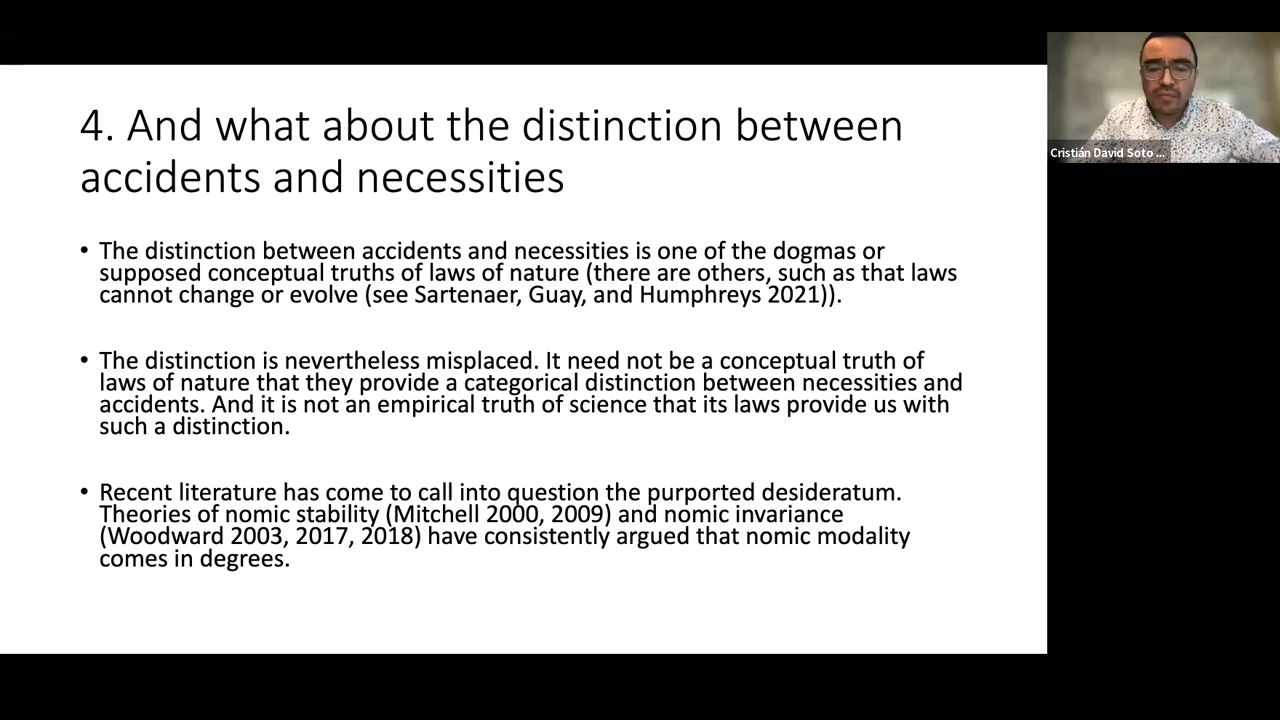 4. And what about the distinction between
accidents and necessities
• The distinction between accidents and necessities is one of the dogmas or
supposed conceptual truths of laws of nature (there are others, such as that laws
cannot change or evolve (see Sartenaer, Guay, and Humphreys 2021)).
• The distinction is nevertheless misplaced. It need not be a conceptual truth of
laws of nature that they provide a categorical distinction between necessities and
accidents. And it is not an empirical truth of science that its laws provide us with
such a distinction.
• Recent literature has come to call into question the purported desideratum.
Theories of nomic stability (Mitchell 2000, 2009) and nomic invariance
(Woodward 2003, 2017, 2018) have consistently argued that nomic modality
comes in degrees.
Cristián David Soto ...